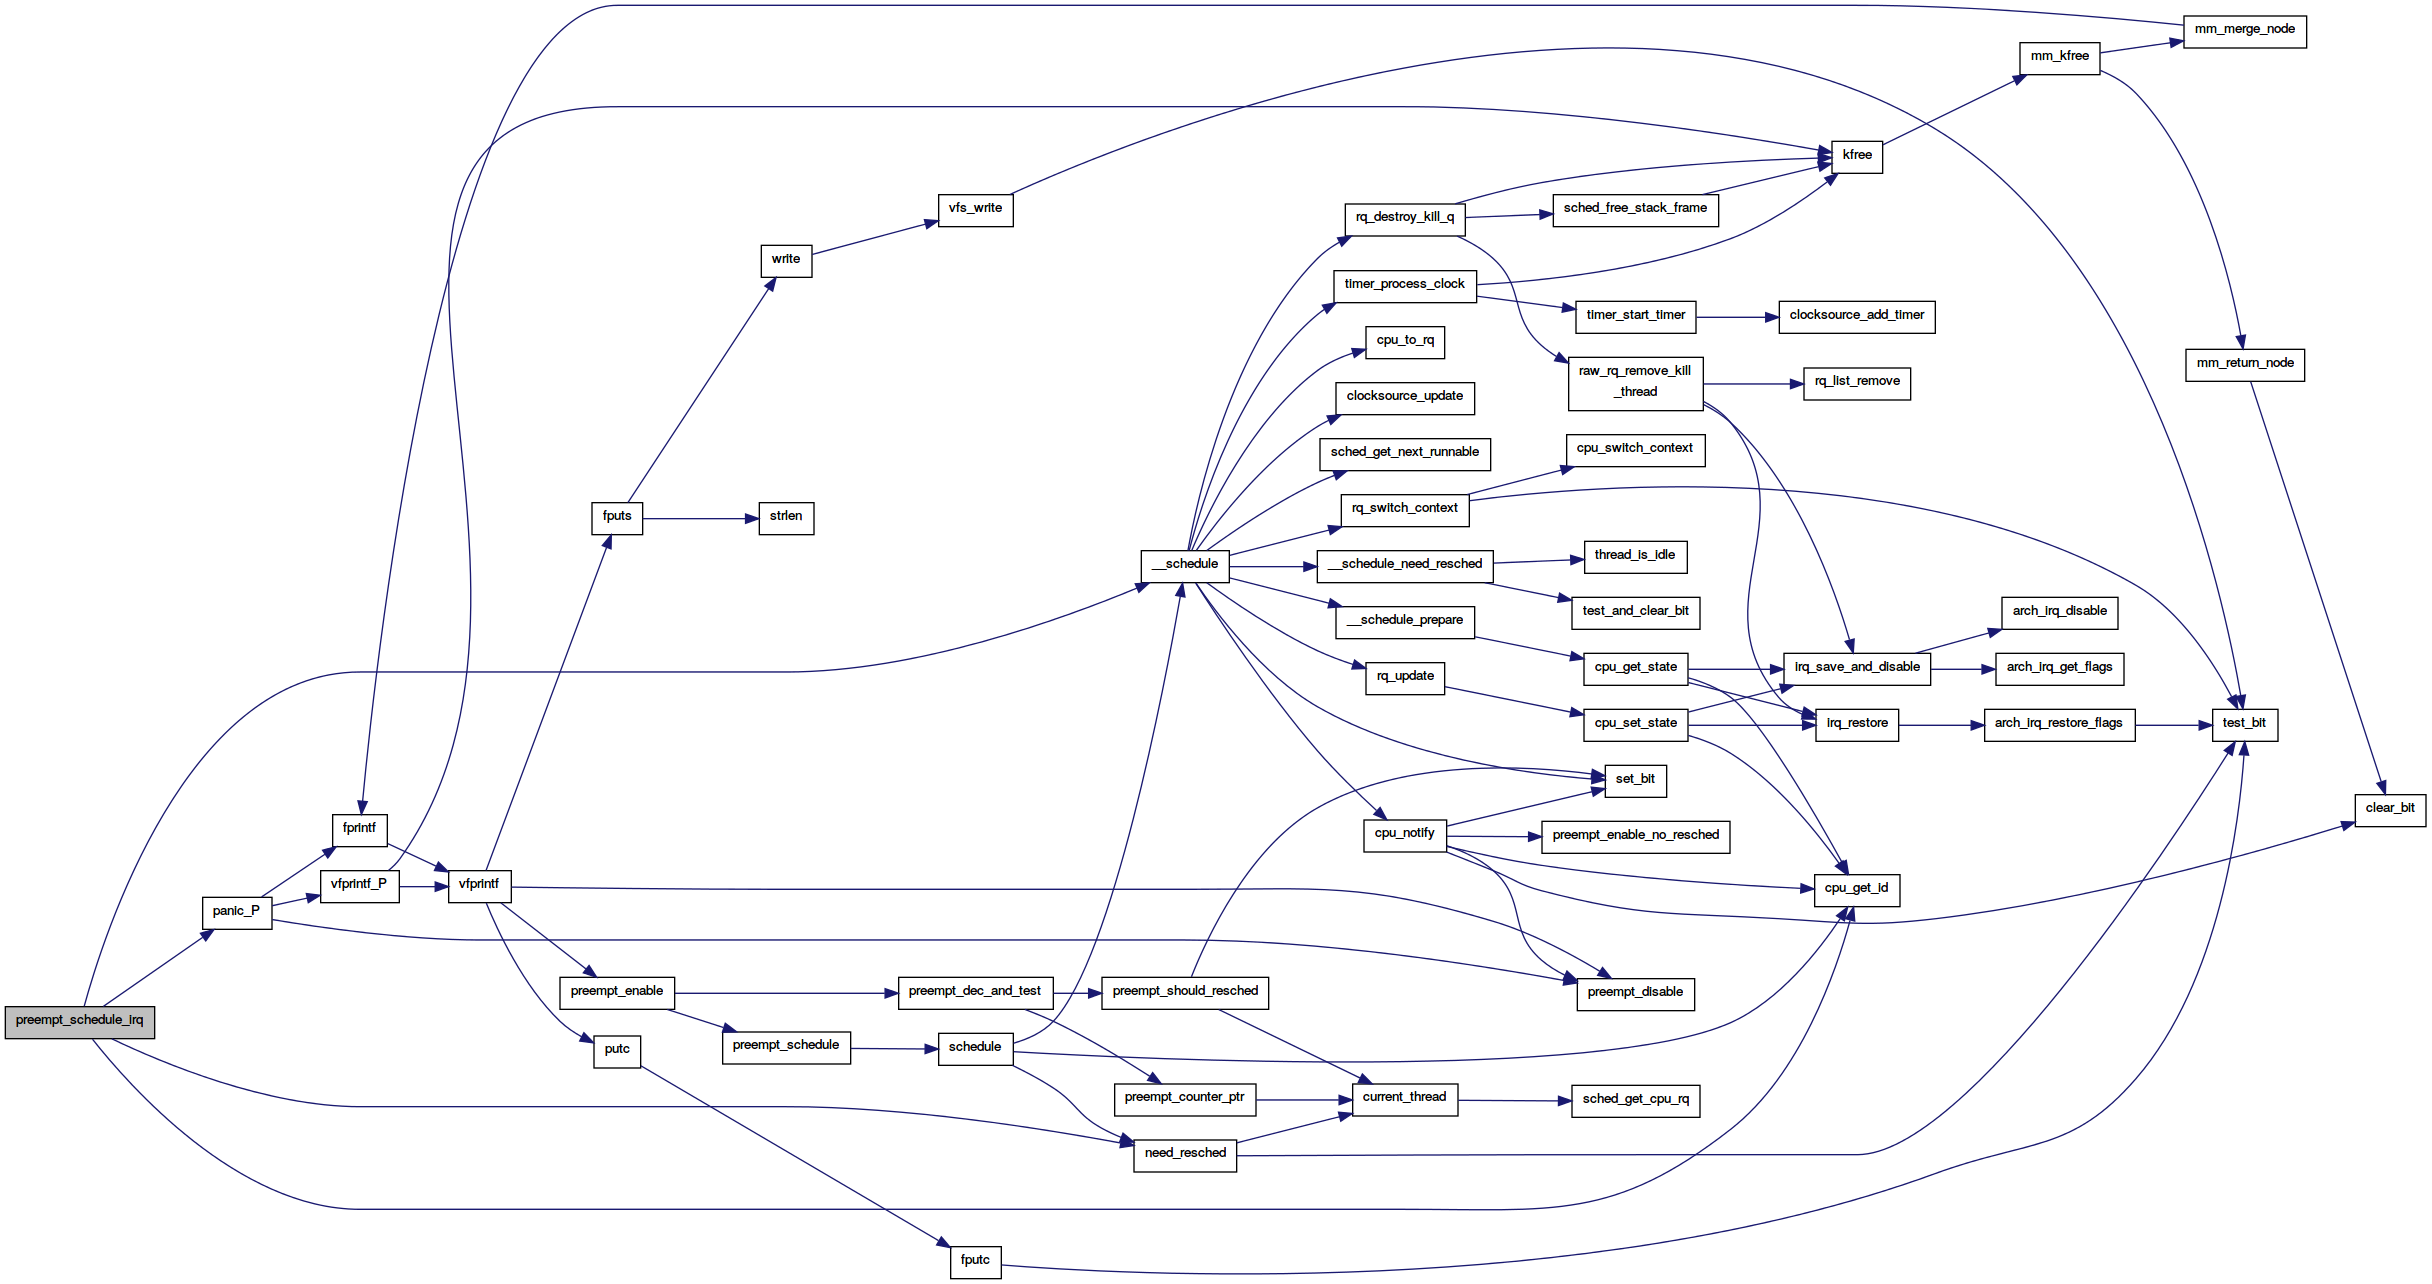 mm_merge_node
mm_kfree
kfree
vfs_write
rq_destroy_kill_q
sched_free_stack_frame
write
timer_process_clock
timer_start_timer
clocksource_add_timer
cpu_to_rq
mm_return_node
raw_rq_remove_kill
_thread
rq_list_remove
clocksource_update
sched_get_next_runnable
cpu_switch_context
fputs
strlen
rq_switch_context
__schedule
__schedule_need_resched
thread_is_idle
test_and_clear_bit
__schedule_prepare
arch_irq_disable
rq_update
cpu_get_state
irq_save_and_disable
arch_irq_get_flags
cpu_set_state
irq_restore
arch_irq_restore_flags
test_bit
set_bit
clear_bit
fprintf
cpu_notify
preempt_enable_no_resched
vfprintf_P
vfprintf
cpu_get_id
panic_P
preempt_enable
preempt_dec_and_test
preempt_should_resched
preempt_disable
preempt_schedule_irq
putc
preempt_schedule
schedule
preempt_counter_ptr
current_thread
sched_get_cpu_rq
need_resched
fputc